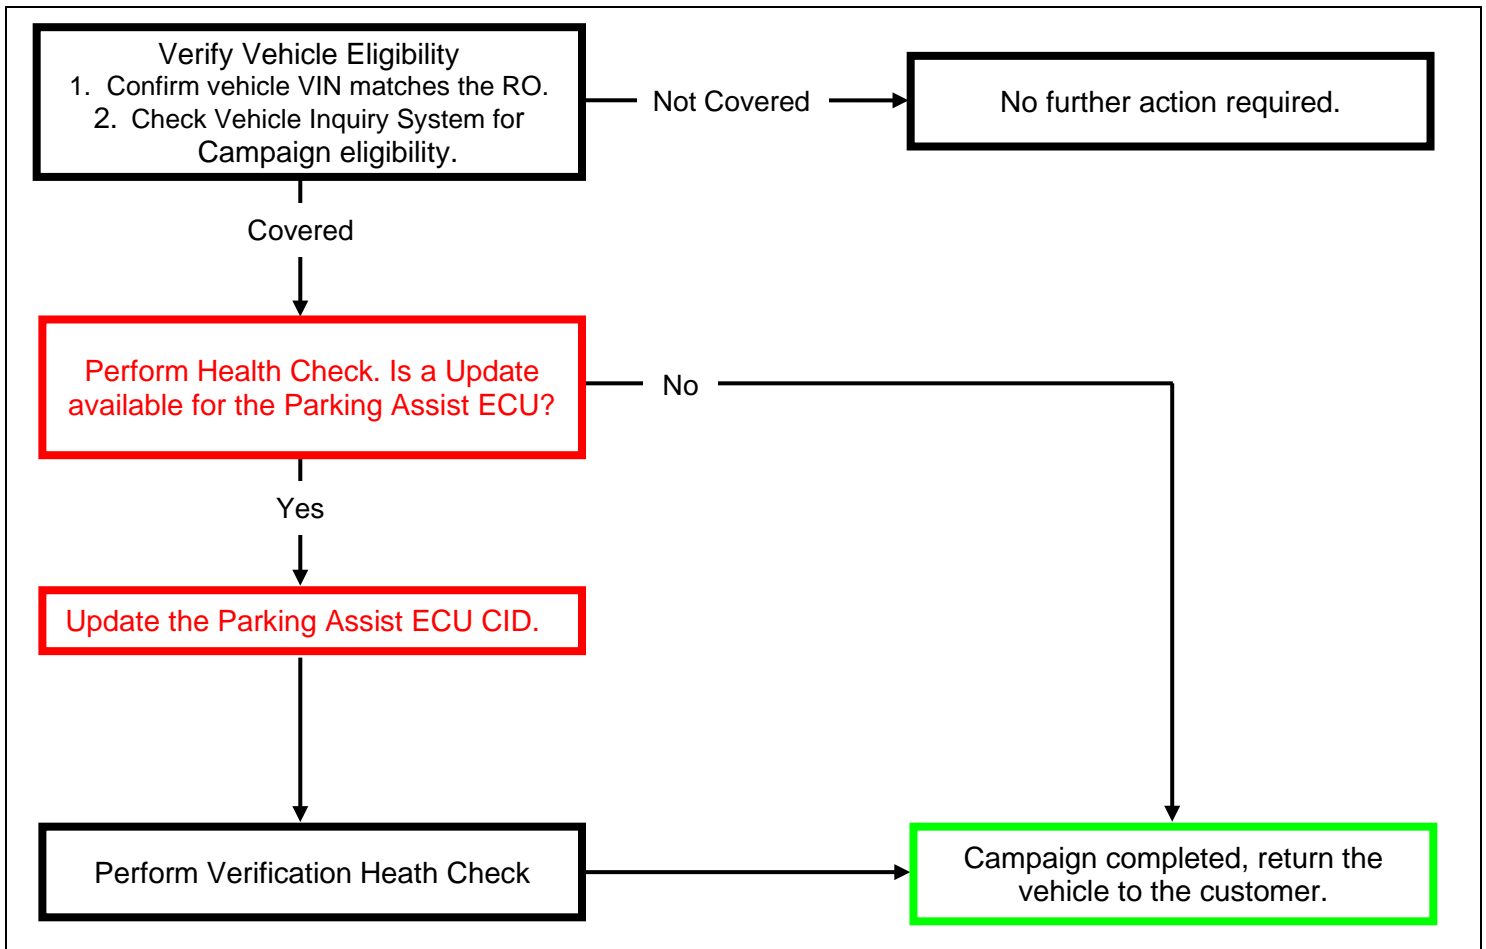 Verify Vehicle Eligibility
1. Confirm vehicle VIN matches the RO.
2. Check Vehicle Inquiry System for
Campaign eligibility.
Not Covered
No further action required.
Covered
Perform Health Check. Is a Update
available for the Parking Assist ECU?
No
Yes
Update the Parking Assist ECU CID.
Perform Verification Heath Check
Campaign completed, return the
vehicle to the customer.